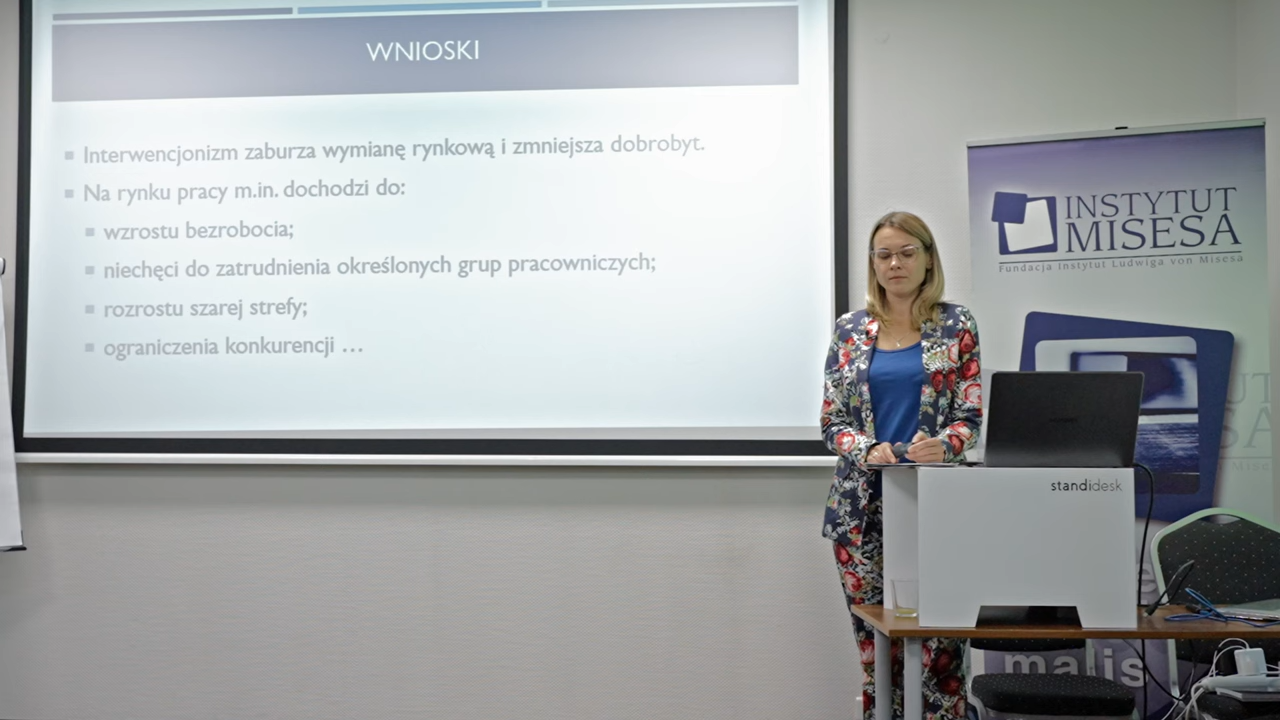 WNIOSKI
Interwencjonizm zaburza wymianę rynkową i zmniejsza dobrobyt.
Na rynku pracy m.in. dochodzi do:
wzrostu bezrobocia;
niechęci do zatrudnienia określonych grup pracowniczych;
rozrostu szarej strefy;
ograniczenia konkurencji …
INSTYTUT
MISESA
Fundacja Instytut Ludwiga von Misesa
standidesk
malis